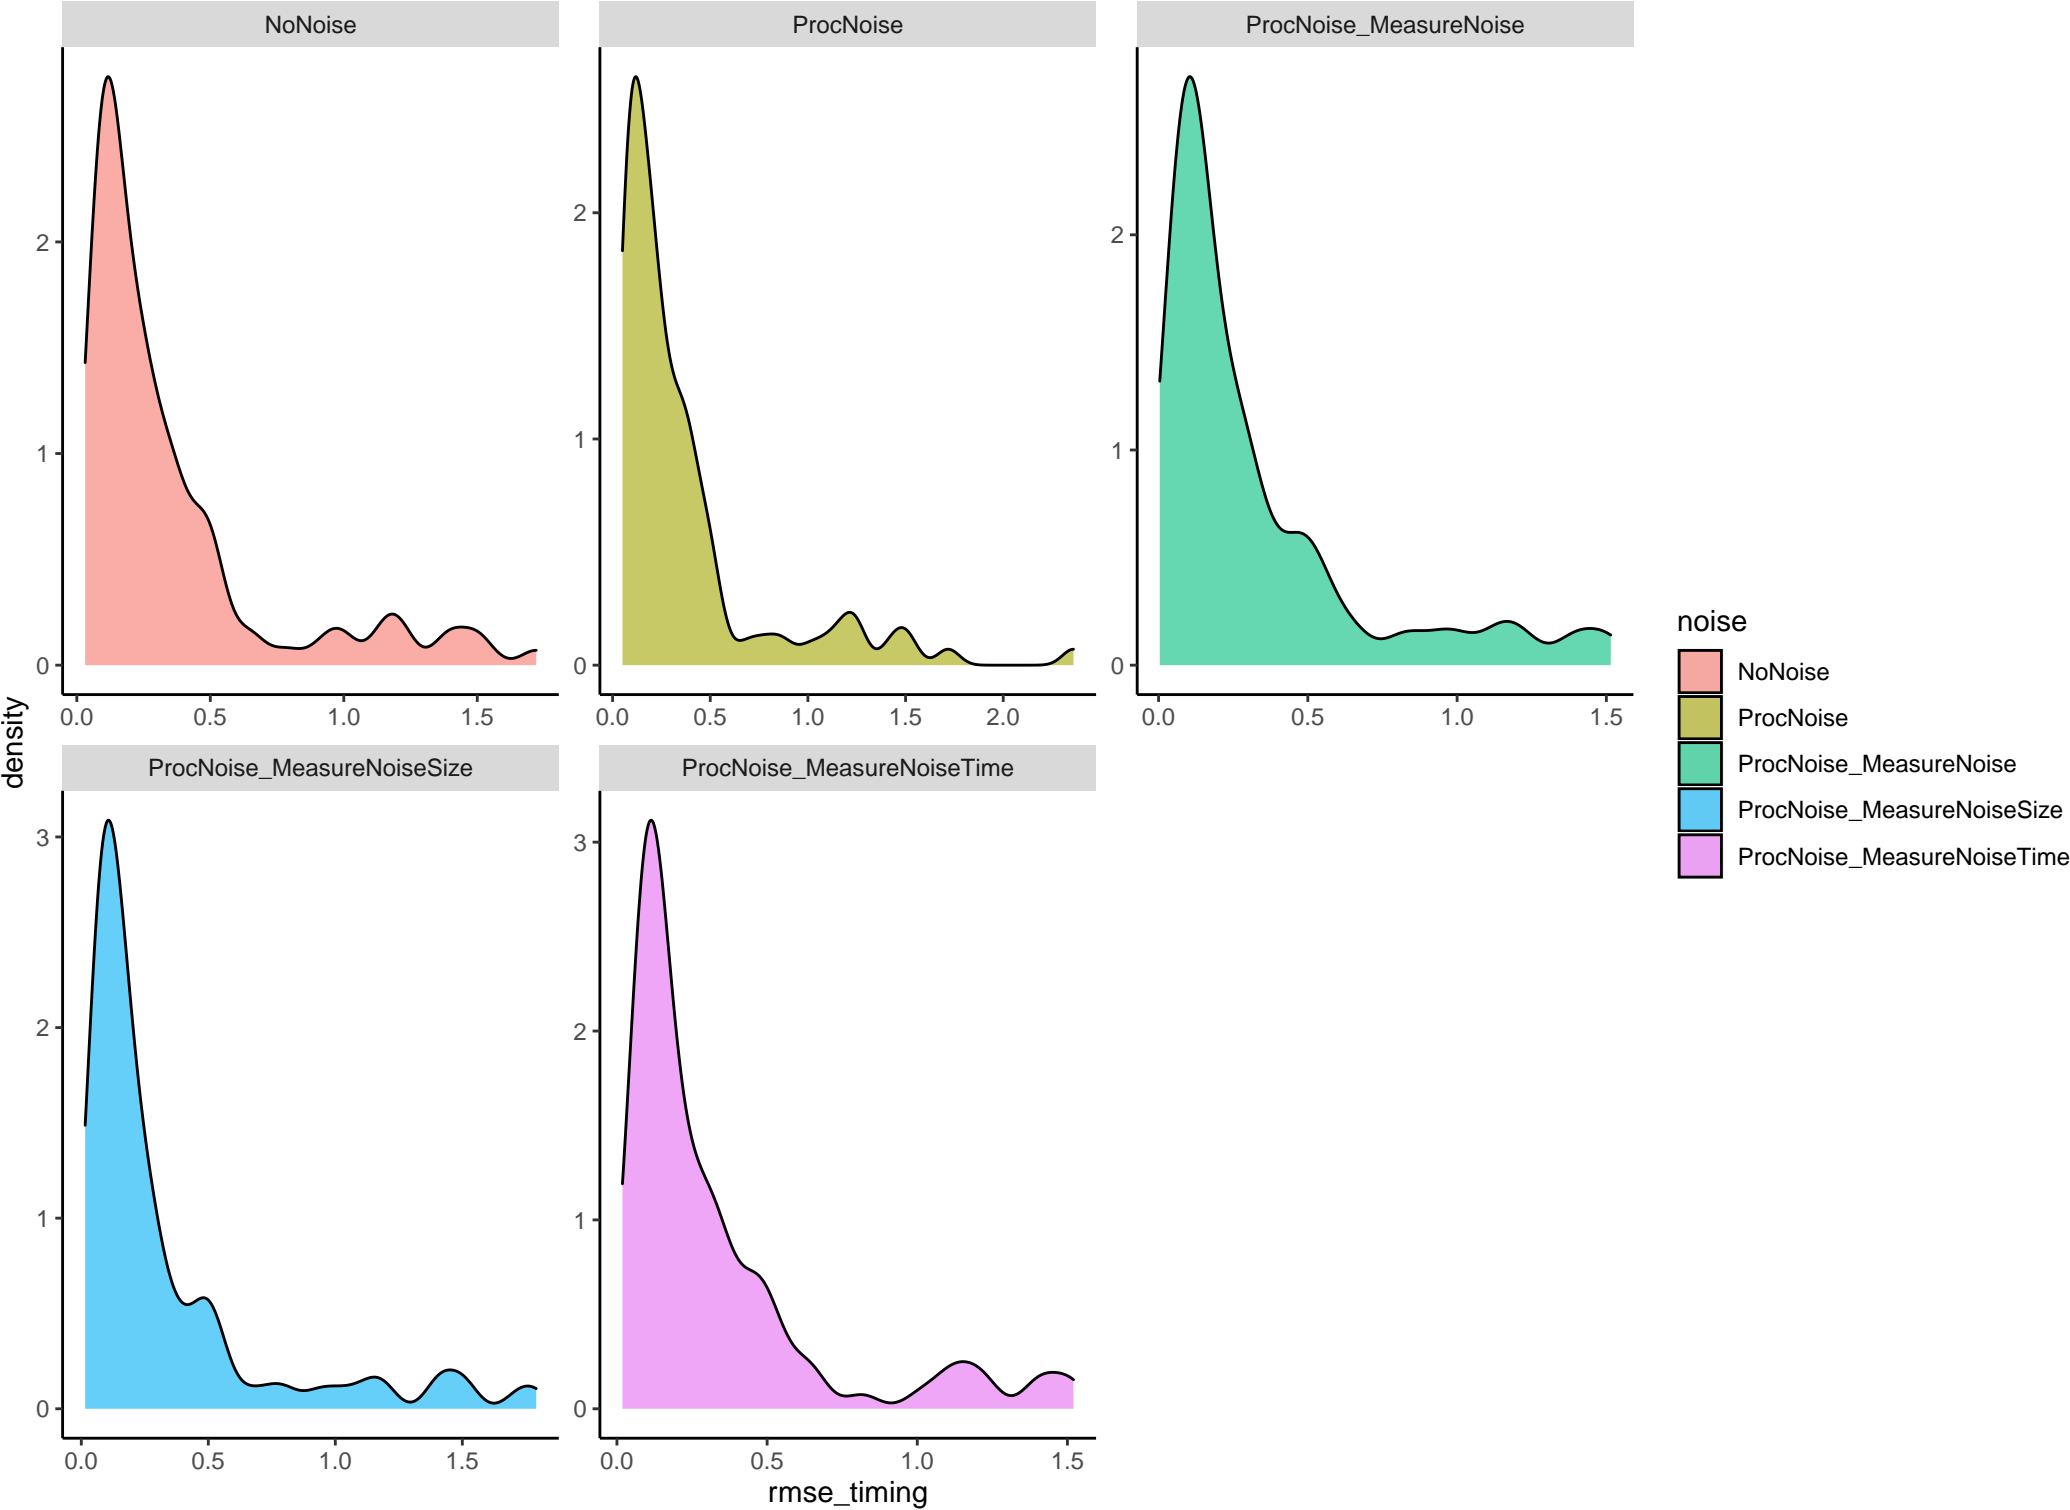 NoNoise
ProcNoise
ProcNoise_MeasureNoise
2
1
0
2
1
0
2
1
0
0.0 0.5 1.0 1.5
0.0 0.5 1.0 1.5 2.0
0.0 0.5 1.0 1.5
density
ProcNoise_MeasureNoiseSize
ProcNoise_MeasureNoiseTime
3
2
1
0
3
2
1
0
0.0 0.5 1.0 1.5
0.0 0.5 1.0 1.5
rmse_timing
noise
NoNoise
ProcNoise
ProcNoise_MeasureNoise
ProcNoise_MeasureNoiseSize
ProcNoise_MeasureNoiseTime